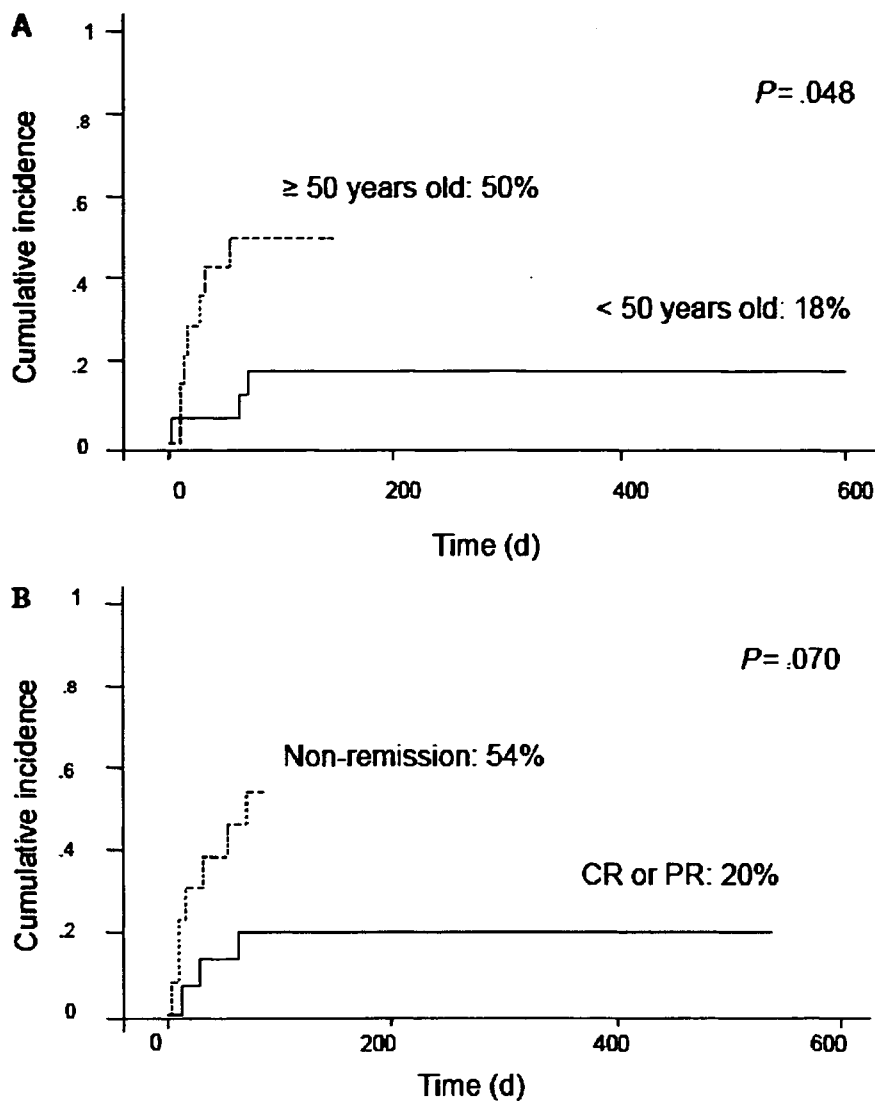 A
1
P= .048
.8
≥ 50 years old: 50%
.6
.4
< 50 years old: 18%
.2
0
Cumulative incidence
0 200 400 600
Time (d)
B
1
P= .070
.8
Non-remission: 54%
.6
.4
CR or PR: 20%
.2
0
Cumulative incidence
0 200 400 600
Time (d)